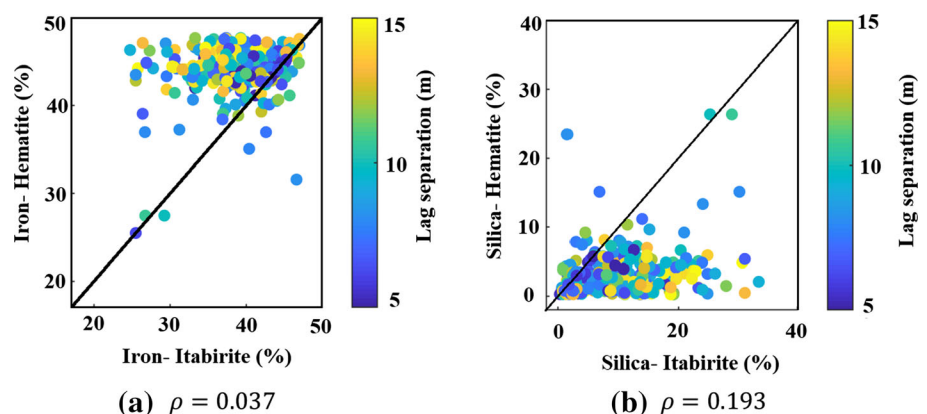 50
40
30
20
20
30
40
50
Iron- Hematite (%)
Iron- Itabirite (%)
15
10
5
Lag separation (m)
(a) ρ = 0.037
40
30
20
10
0
0
20
40
Silica- Hematite (%)
Silica- Itabirite (%)
15
10
5
Lag separation (m)
(b) ρ = 0.193